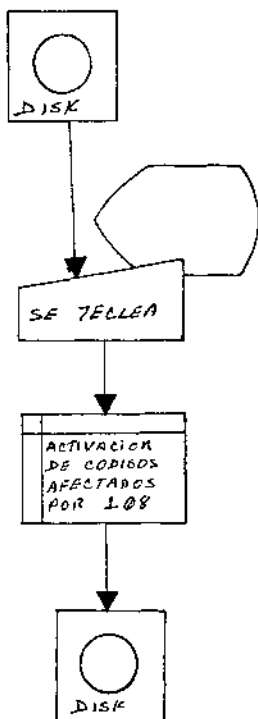 DISK
SE TECLEA
ACTIVACION
DE CODIGOS
AFECTADOS
POR 108
DISK